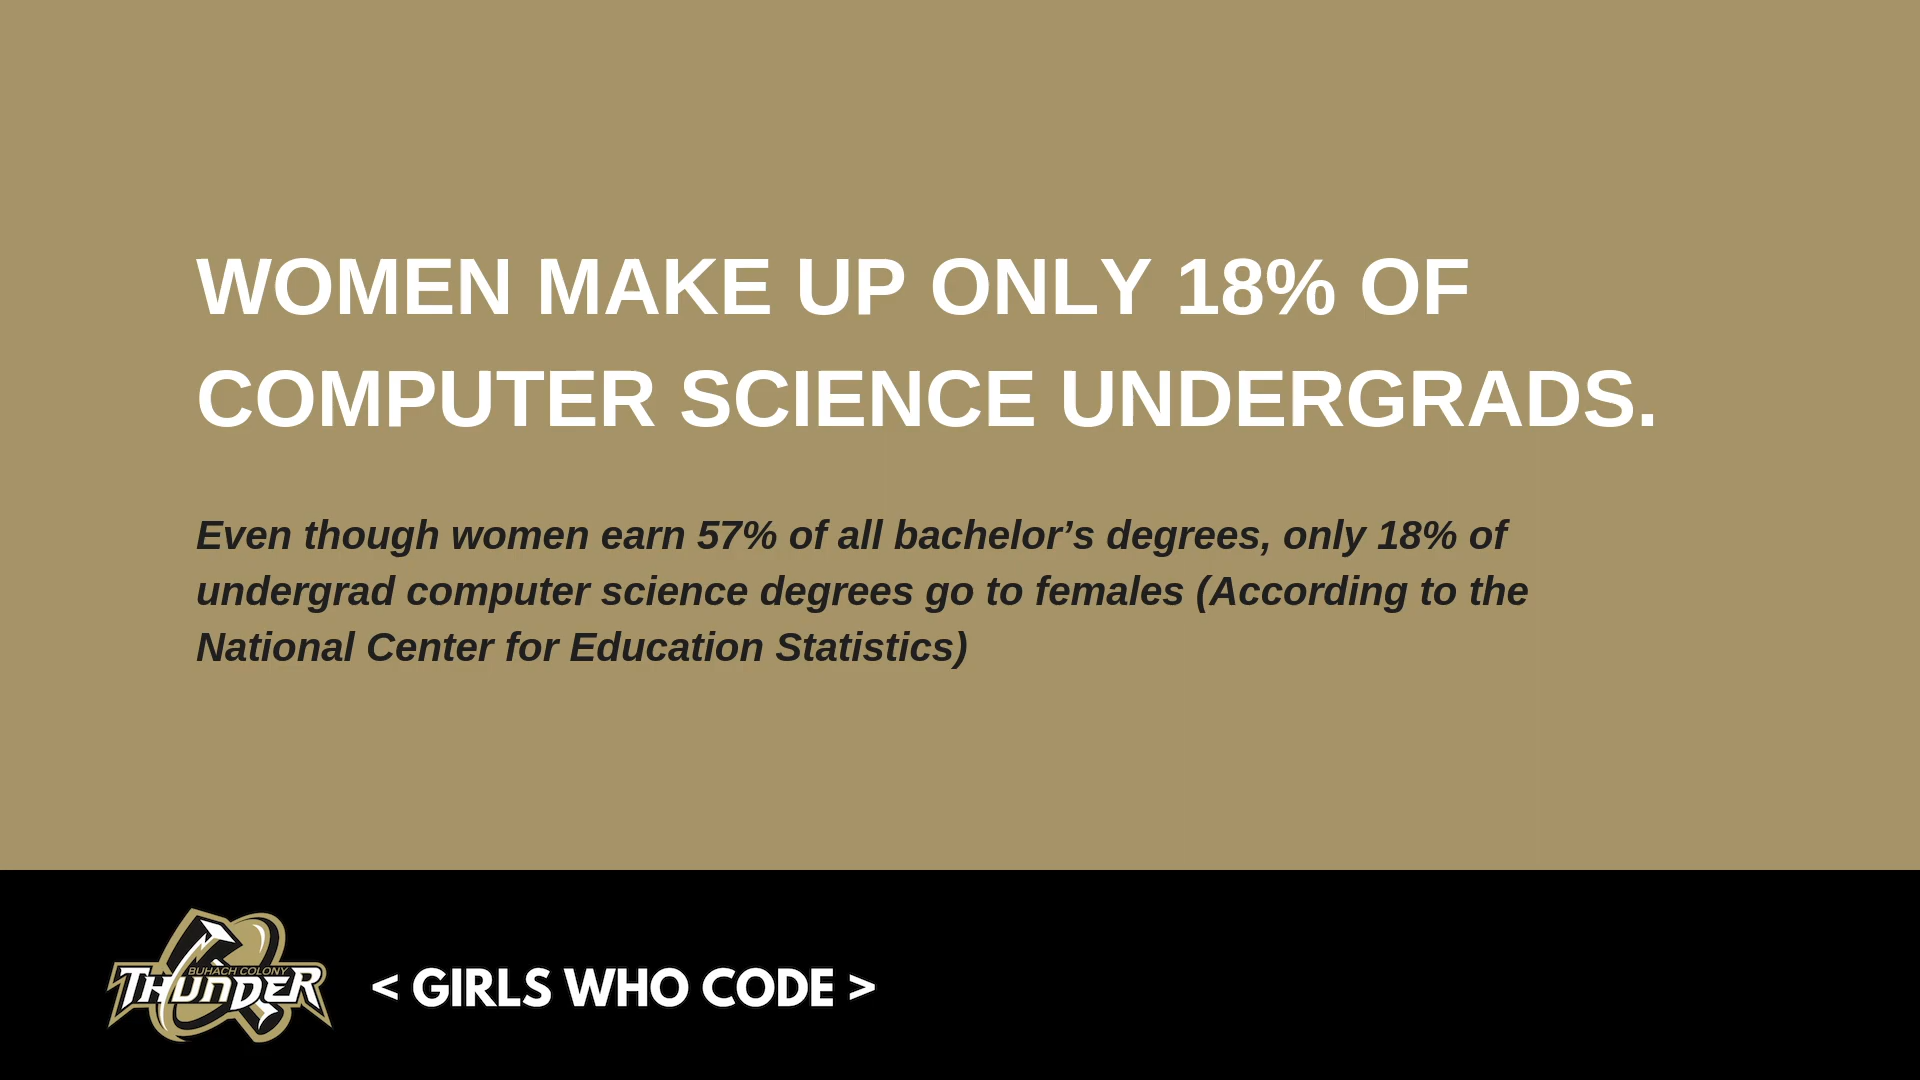 WOMEN MAKE UP ONLY 18% OF
COMPUTER SCIENCE UNDERGRADS.
Even though women earn 57% of all bachelor’s degrees, only 18% of
undergrad computer science degrees go to females (According to the
National Center for Education Statistics)
BUHACH COLONY
THUNDER
< GIRLS WHO CODE >